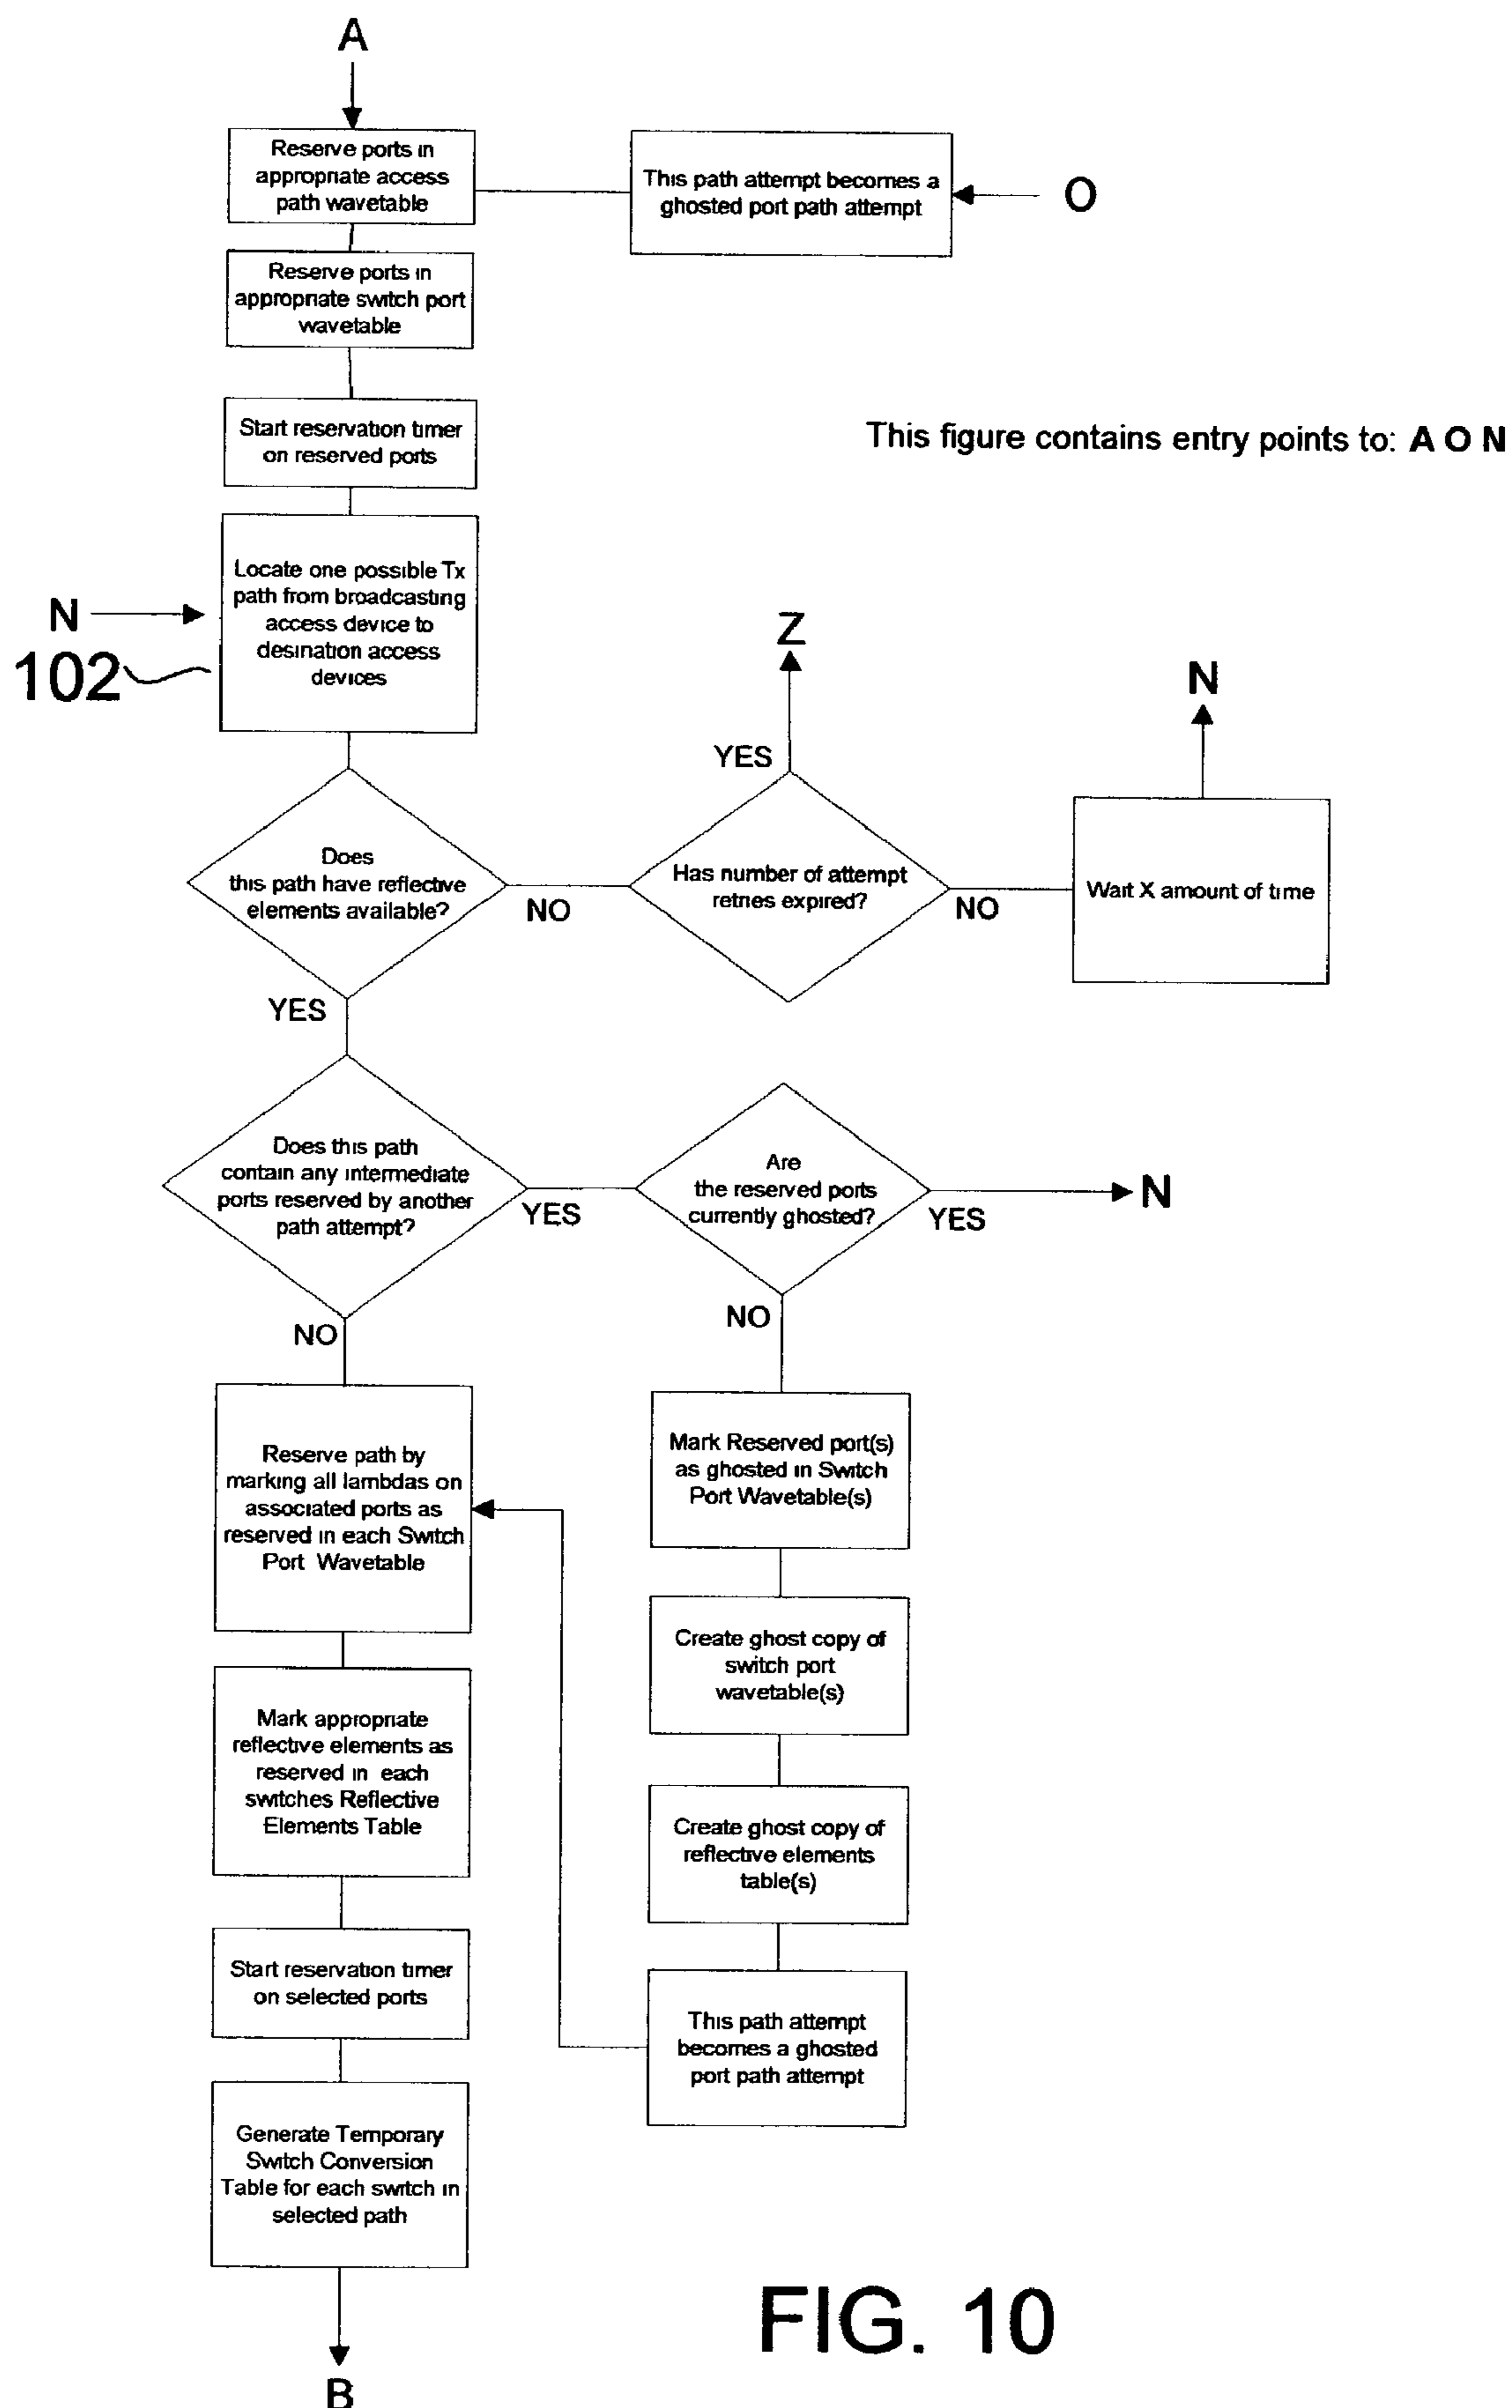 A
Reserve ports in
appropriate access
path wavetable
This path attempt becomes a
ghosted port path attempt
O
Reserve ports in
appropriate switch port
wavetable
Start reservation timer
on reserved ports
This figure contains entry points to: A O N
Locate one possible Tx
path from broadcasting
access device to
desination access
devices
N
102
Z
N
YES
Does
this path have reflective
elements available?
NO
Has number of attempt
retries expired?
NO
Wait X amount of time
YES
Does this path
contain any intermediate
ports reserved by another
path attempt?
YES
Are
the reserved ports
currently ghosted?
YES
N
NO
NO
Reserve path by
marking all lambdas on
associated ports as
reserved in each Switch
Port Wavetable
Mark Reserved port(s)
as ghosted in Switch
Port Wavetable(s)
Create ghost copy of
switch port
wavetable(s)
Mark appropriate
reflective elements as
reserved in each
switches Reflective
Elements Table
Create ghost copy of
reflective elements
table(s)
Start reservation timer
on selected ports
This path attempt
becomes a ghosted
port path attempt
Generate Temporary
Switch Conversion
Table for each switch in
selected path
B
FIG. 10